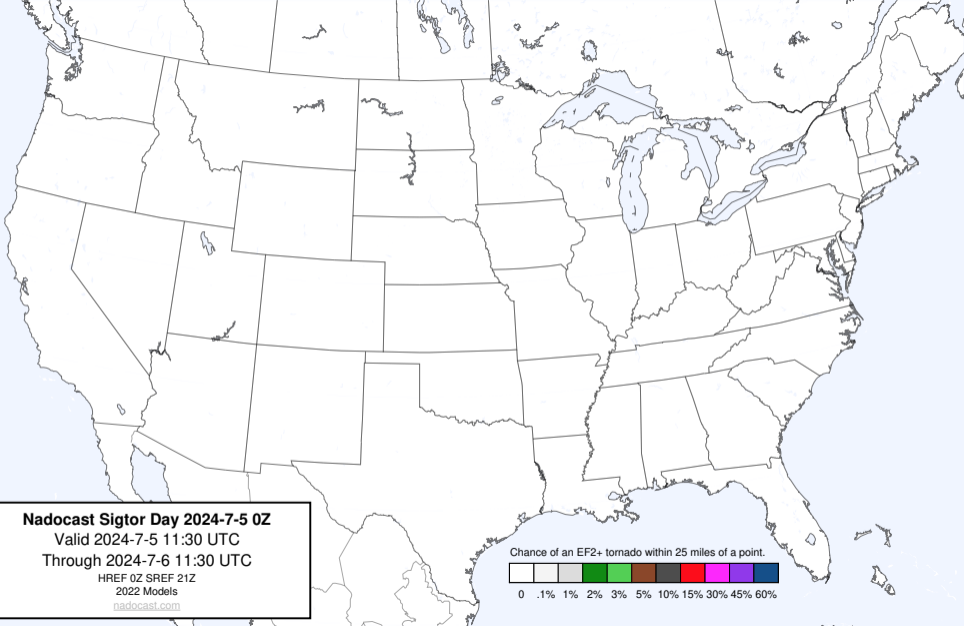 Nadocast Sigtor Day 2024-7-5 0Z
Valid 2024-7-5 11:30 UTC
Through 2024-7-6 11:30 UTC
HREF 0Z SREF 21Z
2022 Models
nadocast.com
Chance of an EF2+ tornado within 25 miles of a point.
0 .1% 1% 2% 3% 5% 10% 15% 30% 45% 60%